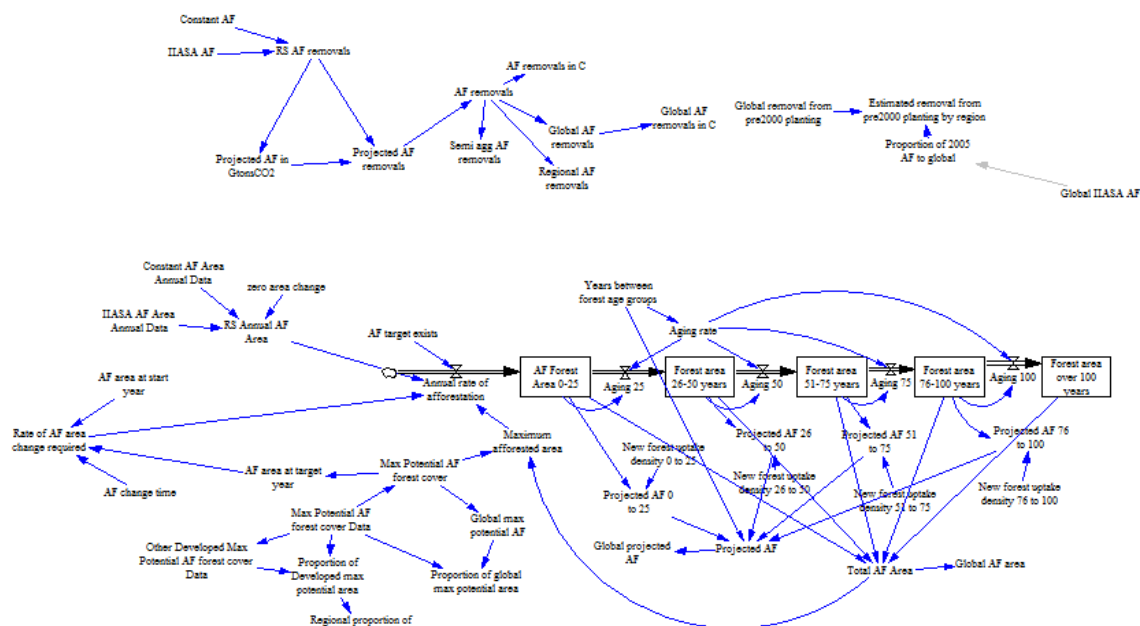 Constant AF
IIASA AF
RS AF removals
AF removals in C
AF removals
Global AF
removals in C
Global removal from
pre2000 planting
Estimated removal from
pre2000 planting by region
Projected AF in
GtonsCO2
Projected AF
removals
Semi agg AF
removals
Global AF
removals
Regional AF
removals
Proportion of 2005
AF to global
Global IIASA AF
Constant AF Area
Annual Data
zero area change
IIASA AF Area
Annual Data
RS Annual AF
Area
AF target exists
Years between
forest age groups
Aging rate
Annual rate of
afforestation
AF Forest
Area 0-25
Aging 25
Forest area
26-50 years
Aging 50
Forest area
51-75 years
Aging 75
Forest area
76-100 years
Aging 100
Forest area
over 100
years
AF area at start
year
Rate of AF area
change required
AF change time
AF area at target
year
Max Potential AF
forest cover
Maximum
afforested area
New forest uptake
density 0 to 25
Projected AF 0
to 25
Projected AF 26
to 50
New forest uptake
density 26 to 50
Projected AF 51
to 75
New forest uptake
density 51 to 75
Projected AF 76
to 100
New forest uptake
density 76 to 100
Max Potential AF
forest cover Data
Global max
potential AF
Other Developed Max
Potential AF forest cover
Data
Proportion of
Developed max
potential area
Proportion of global
max potential area
Regional proportion of
Global projected
AF
Projected AF
Total AF Area
Global AF area